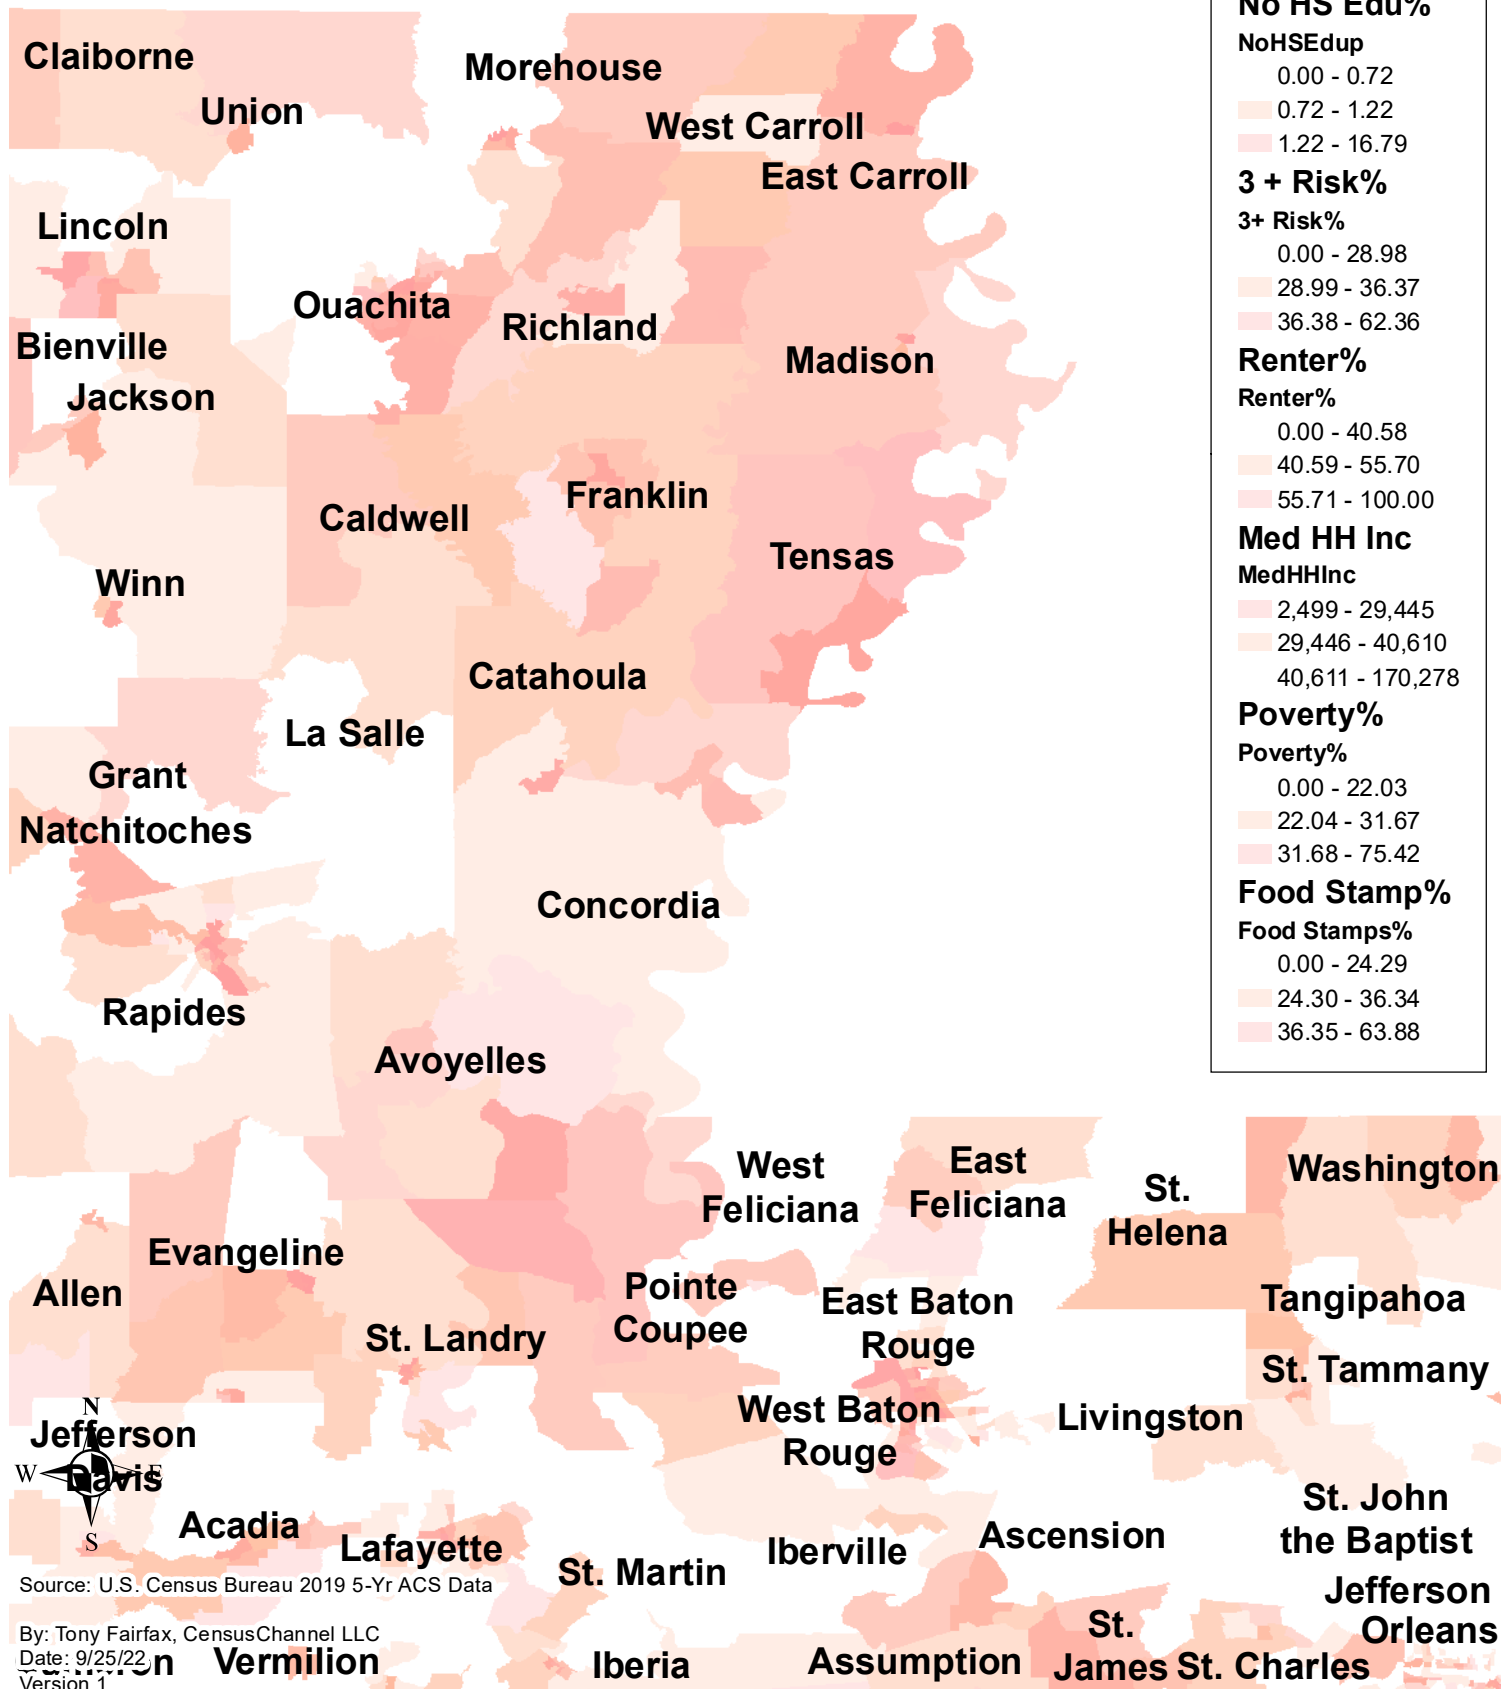 Claiborne
Morehouse
Union
West Carroll
East Carroll
Lincoln
Ouachita
Richland
Bienville
Madison
Jackson
Franklin
Caldwell
Tensas
Winn
Catahoula
La Salle
Grant
Natchitoches
Concordia
Rapides
Avoyelles
West
Feliciana
East
Feliciana
St.
Helena
Washington
Evangeline
Allen
Pointe
Coupee
East Baton
Rouge
Tangipahoa
St. Landry
St. Tammany
West Baton
Rouge
Livingston
N
Jefferson
W
Davis
E
S
Acadia
Lafayette
St. Martin
Iberville
Ascension
St. John
the Baptist
Jefferson
Orleans
St.
James
St. Charles
Assumption
Iberia
Vermilion
Source: U.S. Census Bureau 2019 5-Yr ACS Data
By: Tony Fairfax, CensusChannel LLC
Date: 9/25/22
Version 1
No HS Edu%
NoHSEdup
0.00 - 0.72
0.72 - 1.22
1.22 - 16.79
3 + Risk%
3+ Risk%
0.00 - 28.98
28.99 - 36.37
36.38 - 62.36
Renter%
Renter%
0.00 - 40.58
40.59 - 55.70
55.71 - 100.00
Med HH Inc
MedHHInc
2,499 - 29,445
29,446 - 40,610
40,611 - 170,278
Poverty%
Poverty%
0.00 - 22.03
22.04 - 31.67
31.68 - 75.42
Food Stamp%
Food Stamps%
0.00 - 24.29
24.30 - 36.34
36.35 - 63.88